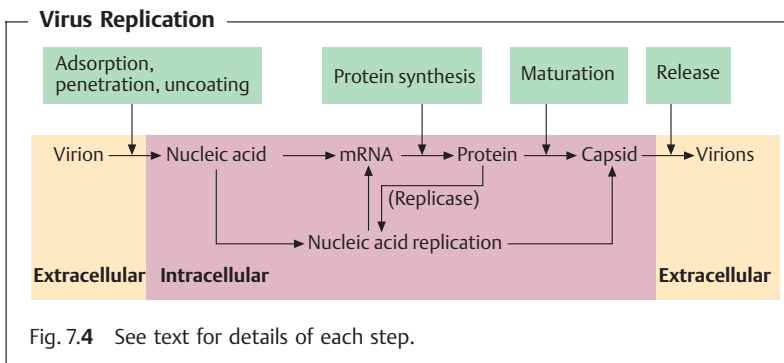 Virus Replication
Adsorption,
penetration, uncoating
Protein synthesis
Maturation
Release
Virion
Nucleic acid
mRNA
Protein
Capsid
Virions
(Replicase)
Nucleic acid replication
Extracellular
Intracellular
Extracellular
Fig. 7.4 See text for details of each step.